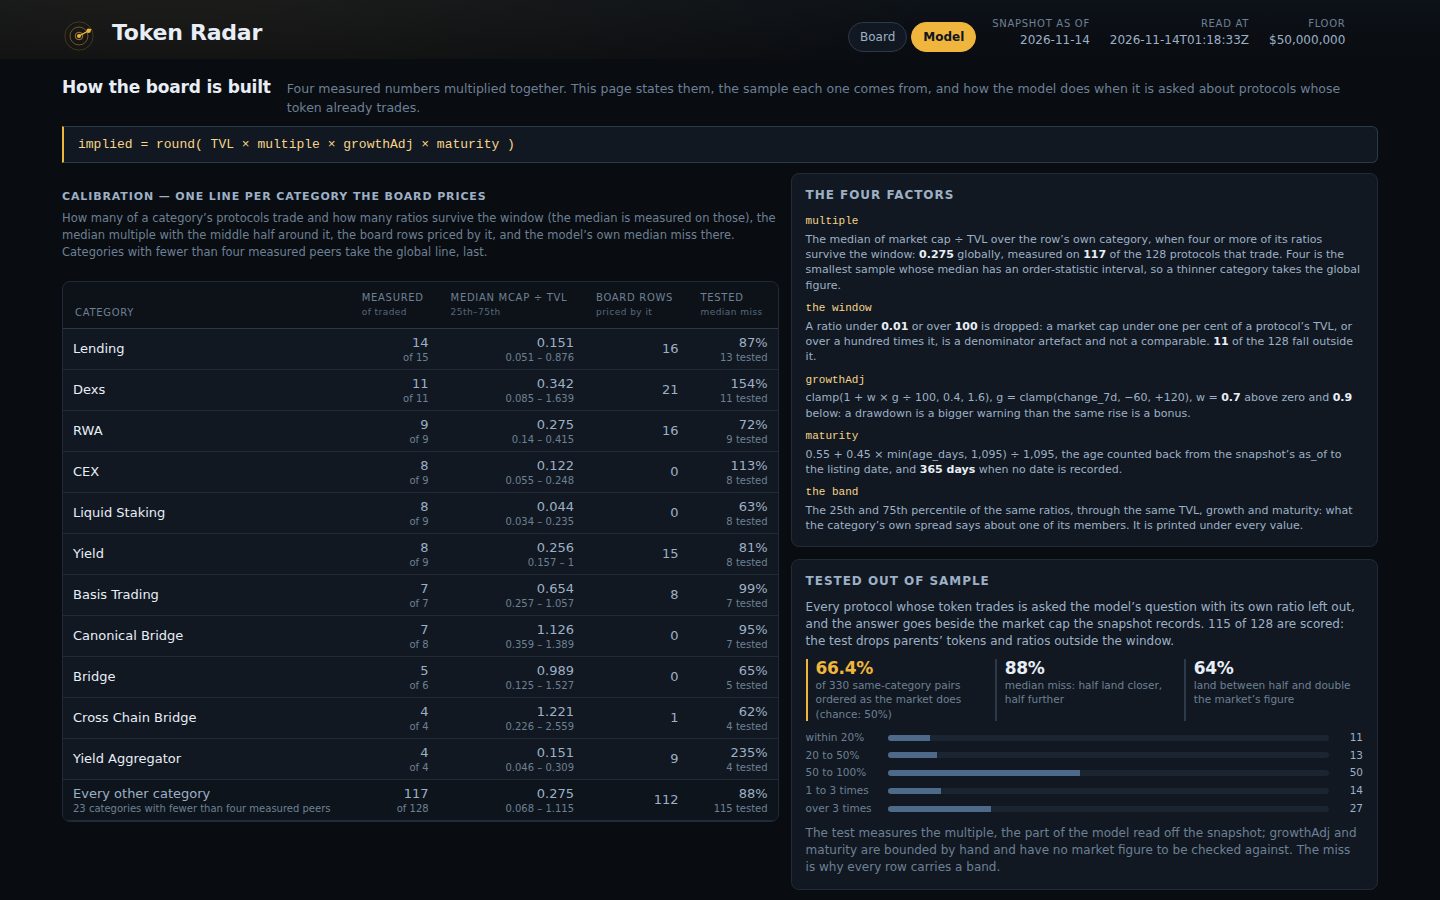 Token Radar
Board
Model
SNAPSHOT AS OF
2026-11-14
READ AT
2026-11-14T01:18:33Z
FLOOR
$50,000,000
How the board is built
Four measured numbers multiplied together. This page states them, the sample each one comes from, and how the model does when it is asked about protocols whose
token already trades.
implied = round( TVL × multiple × growthAdj × maturity )
CALIBRATION — ONE LINE PER CATEGORY THE BOARD PRICES
How many of a category’s protocols trade and how many ratios survive the window (the median is measured on those), the
median multiple with the middle half around it, the board rows priced by it, and the model’s own median miss there.
Categories with fewer than four measured peers take the global line, last.
CATEGORY
MEASURED
of traded
MEDIAN MCAP ÷ TVL
25th–75th
BOARD ROWS
priced by it
TESTED
median miss
Lending
14
of 15
0.151
0.051 – 0.876
16
87%
13 tested
Dexs
11
of 11
0.342
0.085 – 1.639
21
154%
11 tested
RWA
9
of 9
0.275
0.14 – 0.415
16
72%
9 tested
CEX
8
of 9
0.122
0.055 – 0.248
0
113%
8 tested
Liquid Staking
8
of 9
0.044
0.034 – 0.235
0
63%
8 tested
Yield
8
of 9
0.256
0.157 – 1
15
81%
8 tested
Basis Trading
7
of 7
0.654
0.257 – 1.057
8
99%
7 tested
Canonical Bridge
7
of 8
1.126
0.359 – 1.389
0
95%
7 tested
Bridge
5
of 6
0.989
0.125 – 1.527
0
65%
5 tested
Cross Chain Bridge
4
of 4
1.221
0.226 – 2.559
1
62%
4 tested
Yield Aggregator
4
of 4
0.151
0.046 – 0.309
9
235%
4 tested
Every other category
23 categories with fewer than four measured peers
117
of 128
0.275
0.068 – 1.115
112
88%
115 tested
THE FOUR FACTORS
multiple
The median of market cap ÷ TVL over the row’s own category, when four or more of its ratios
survive the window: 0.275 globally, measured on 117 of the 128 protocols that trade. Four is the
smallest sample whose median has an order-statistic interval, so a thinner category takes the global
figure.
the window
A ratio under 0.01 or over 100 is dropped: a market cap under one per cent of a protocol’s TVL, or
over a hundred times it, is a denominator artefact and not a comparable. 11 of the 128 fall outside
it.
growthAdj
clamp(1 + w × g ÷ 100, 0.4, 1.6), g = clamp(change_7d, −60, +120), w = 0.7 above zero and 0.9
below: a drawdown is a bigger warning than the same rise is a bonus.
maturity
0.55 + 0.45 × min(age_days, 1,095) ÷ 1,095, the age counted back from the snapshot’s as_of to
the listing date, and 365 days when no date is recorded.
the band
The 25th and 75th percentile of the same ratios, through the same TVL, growth and maturity: what
the category’s own spread says about one of its members. It is printed under every value.
TESTED OUT OF SAMPLE
Every protocol whose token trades is asked the model’s question with its own ratio left out,
and the answer goes beside the market cap the snapshot records. 115 of 128 are scored:
the test drops parents’ tokens and ratios outside the window.
66.4%
of 330 same-category pairs
ordered as the market does
(chance: 50%)
88%
median miss: half land closer,
half further
64%
land between half and double
the market’s figure
within 20%
11
20 to 50%
13
50 to 100%
50
1 to 3 times
14
over 3 times
27
The test measures the multiple, the part of the model read off the snapshot; growthAdj and
maturity are bounded by hand and have no market figure to be checked against. The miss
is why every row carries a band.